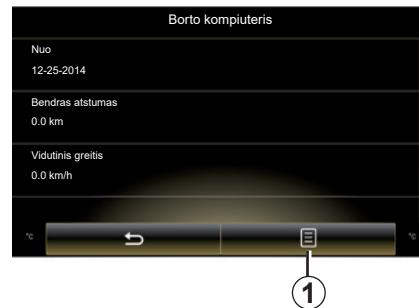 Borto kompiuteris
Nuo
12-25-2014
Bendras atstumas
0.0 km
Vidutinis greitis
0.0 km/h
°C
°C
1